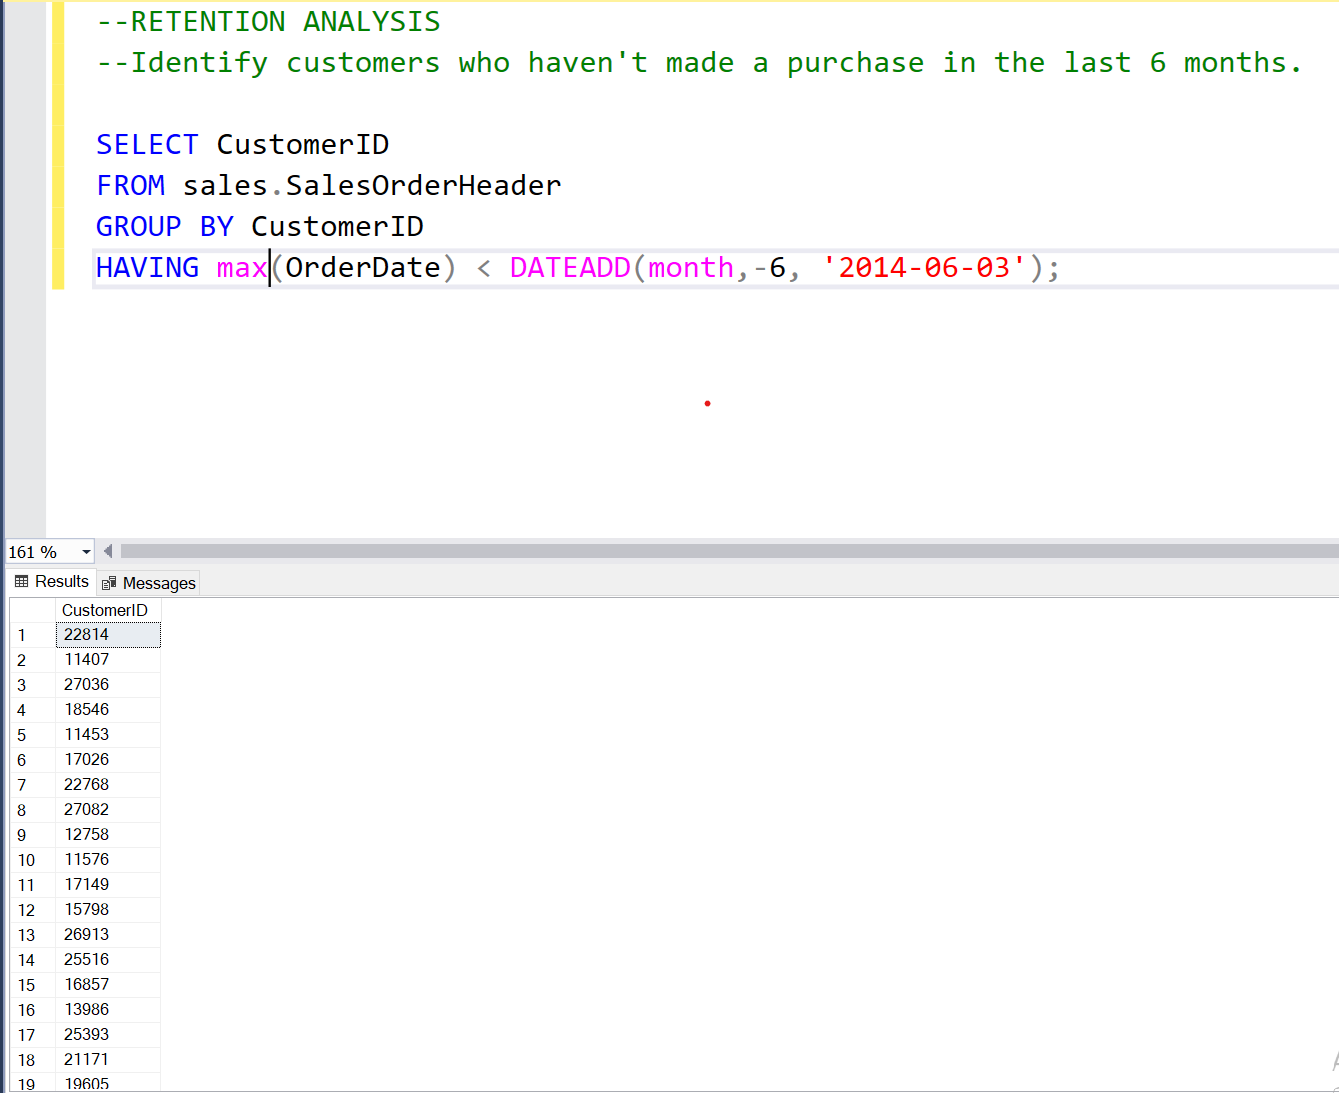 --RETENTION ANALYSIS
--Identify customers who haven't made a purchase in the last 6 months.
SELECT CustomerID
FROM sales.SalesOrderHeader
GROUP BY CustomerID
HAVING max(OrderDate) < DATEADD(month,-6, '2014-06-03');
161 %
Results Messages
CustomerID
1 22814
2 11407
3 27036
4 18546
5 11453
6 17026
7 22768
8 27082
9 12758
10 11576
11 17149
12 15798
13 26913
14 25516
15 16857
16 13986
17 25393
18 21171
19 19605